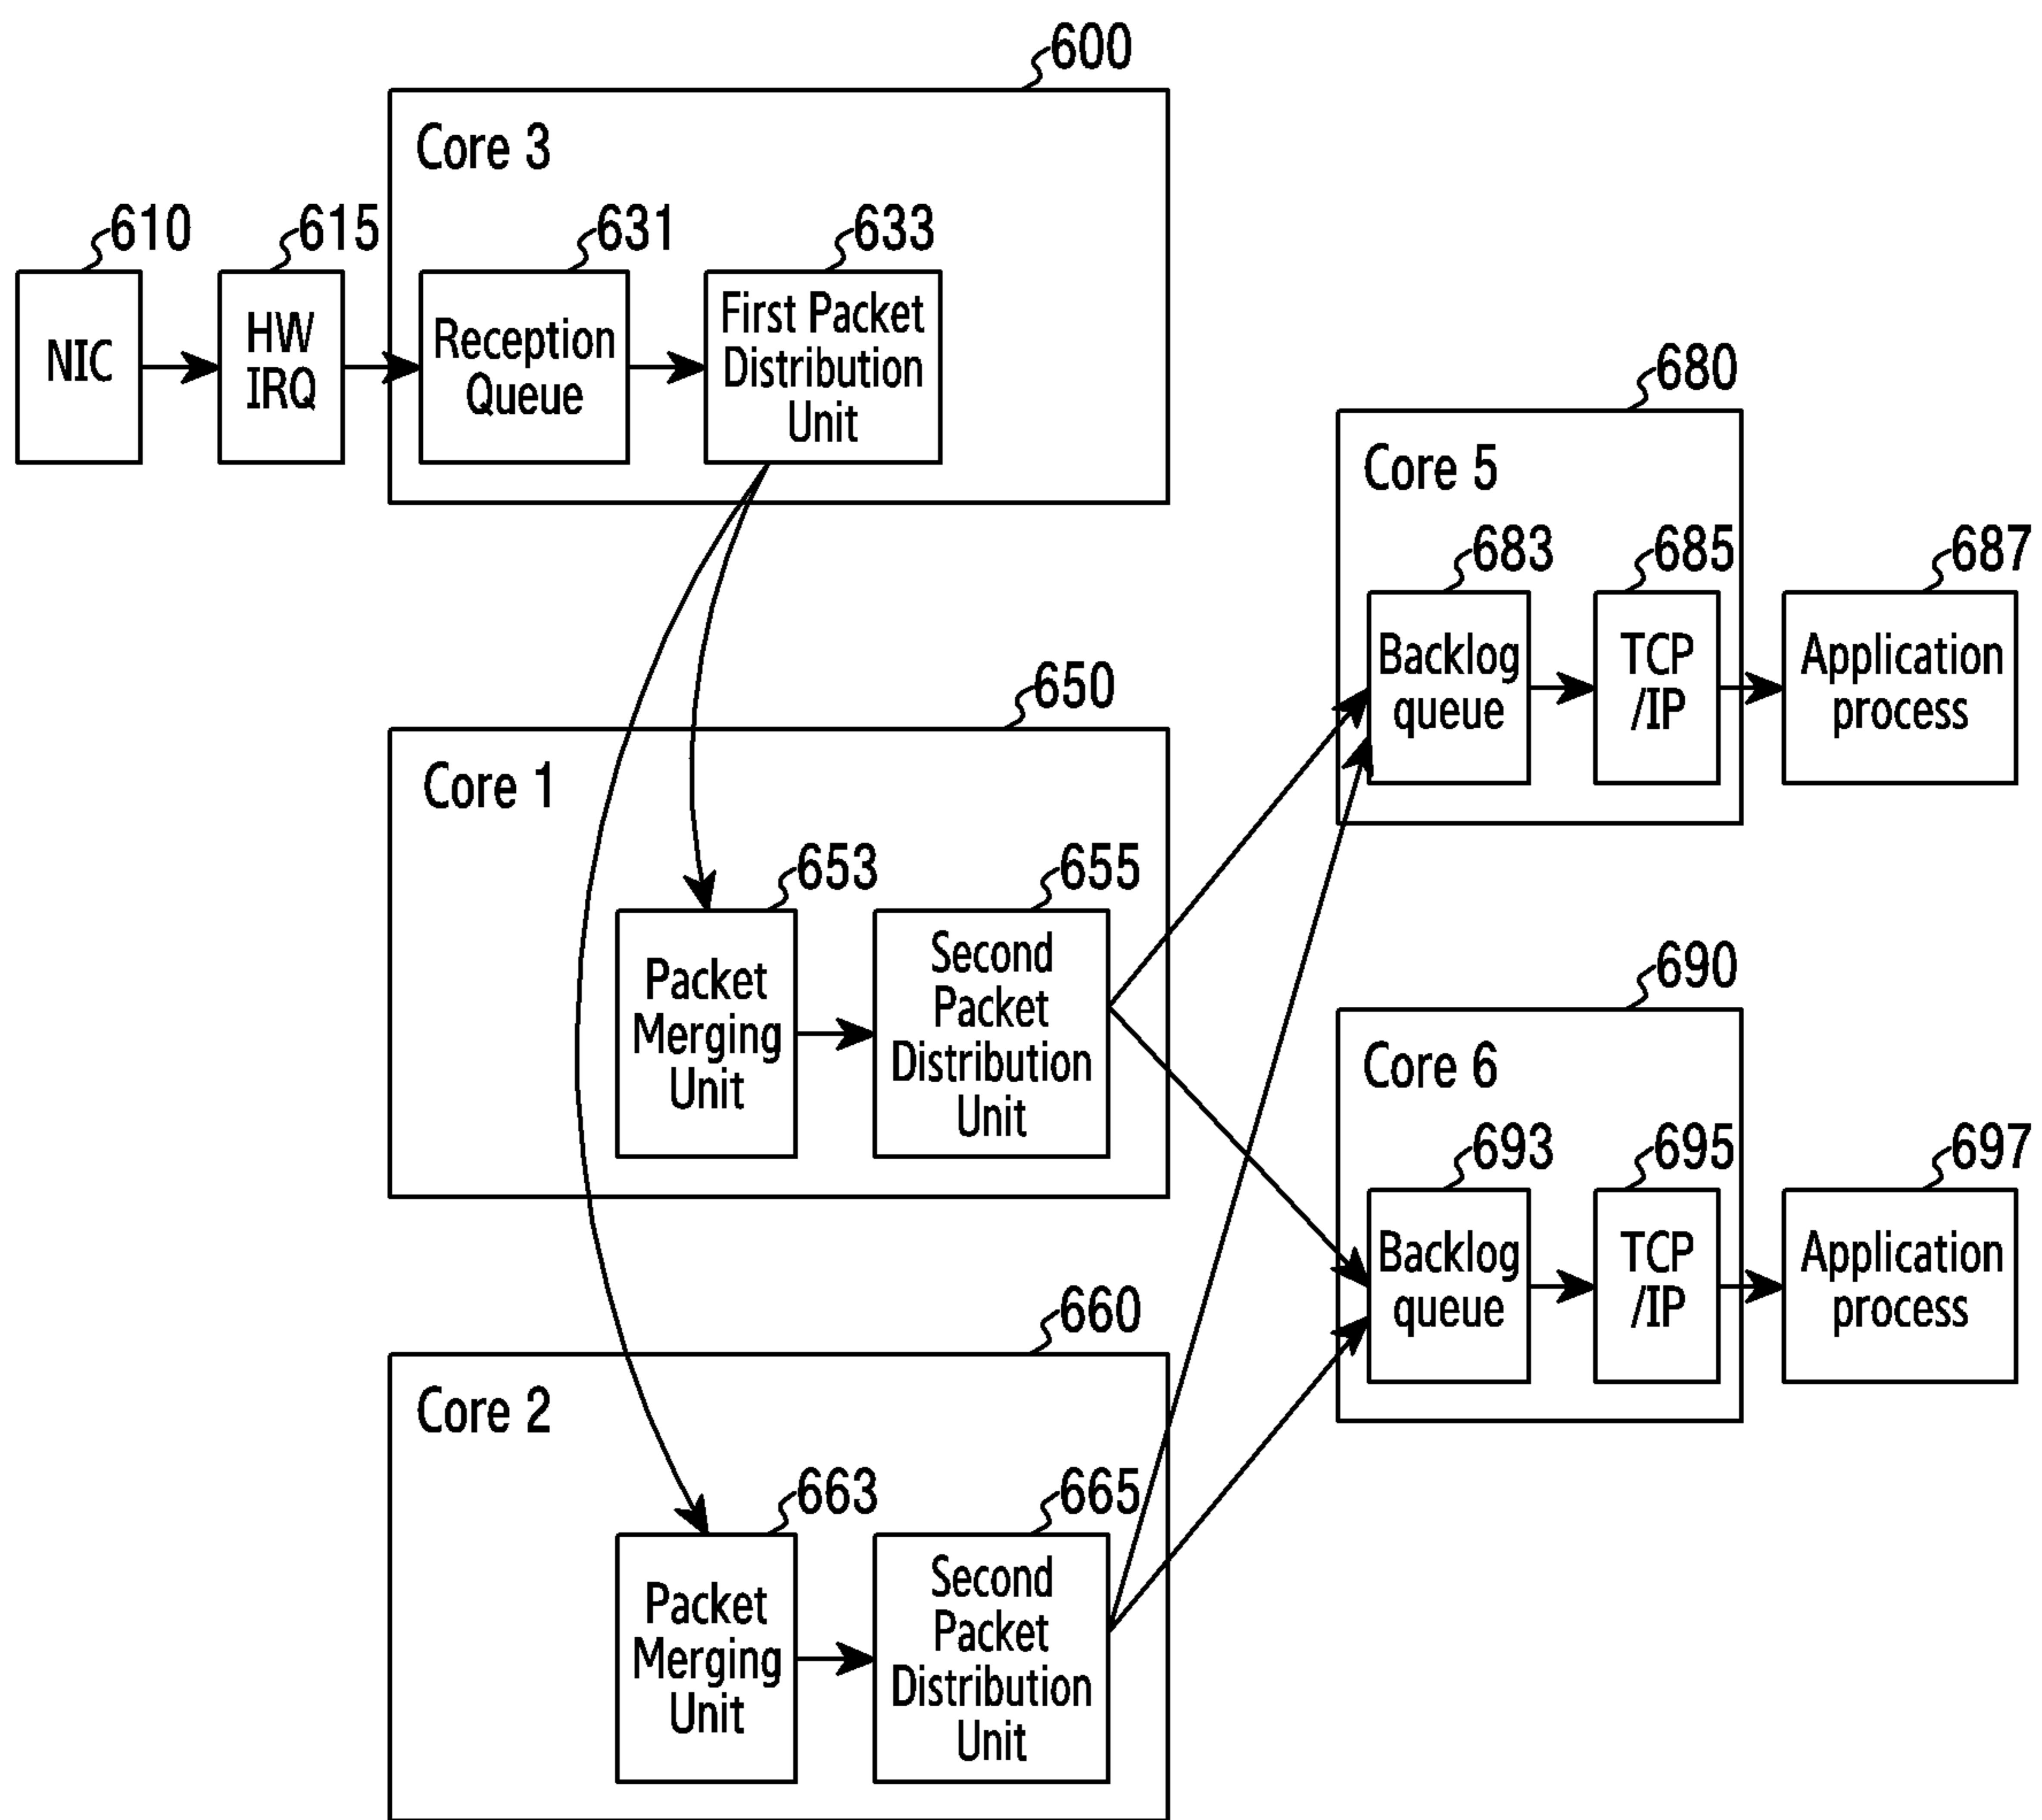 600
Core 3
610
615
631
633
NIC
HW
IRQ
Reception
Queue
First Packet
Distribution
Unit
680
Core 5
683
685
687
Backlog
queue
TCP
/IP
Application
process
650
Core 1
653
655
Packet
Merging
Unit
Second
Packet
Distribution
Unit
690
Core 6
693
695
697
Backlog
queue
TCP
/IP
Application
process
660
Core 2
663
665
Packet
Merging
Unit
Second
Packet
Distribution
Unit